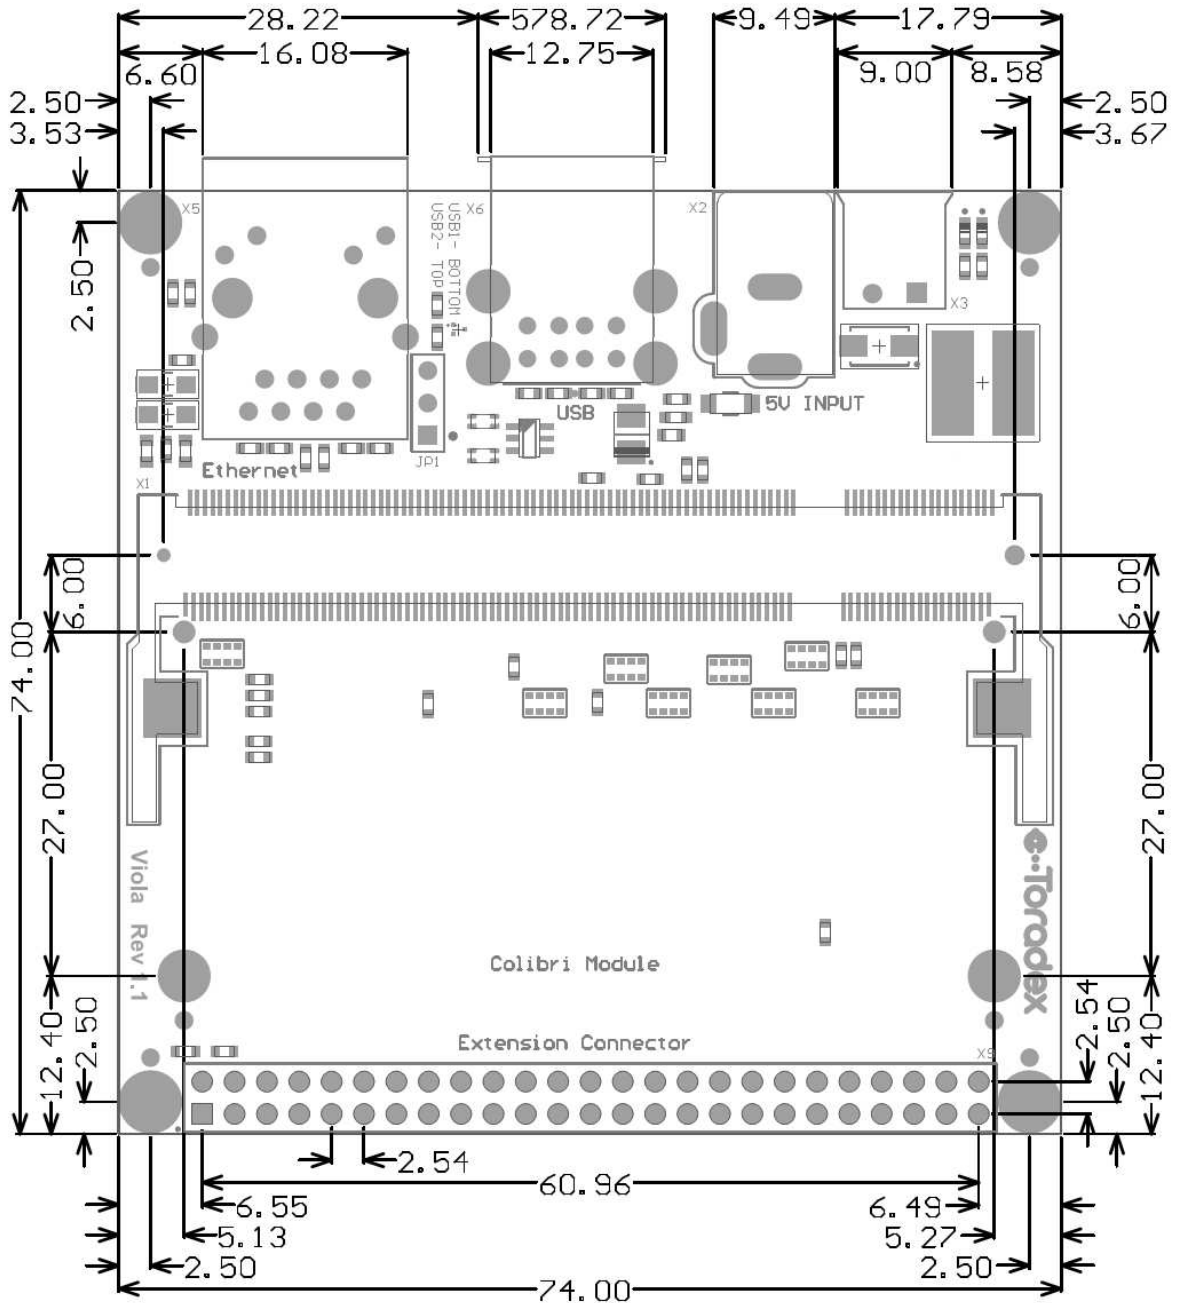 28.22
578.72
9.49
17.79
6.60
16.08
12.75
9.00
8.58
2.50
2.50
3.53
3.67
X5
X6
X2
USB1- BOTTOM
USB2- TOP
2.50
X3
USB
5V INPUT
JP1
Ethernet
X1
6.00
6.00
74.00
27.00
27.00
Viola Rev 1.1
Toradex
Colibri Module
2.54
2.50
12.40
12.40
2.50
Extension Connector
X9
2.54
60.96
6.55
6.49
5.13
5.27
2.50
2.50
74.00